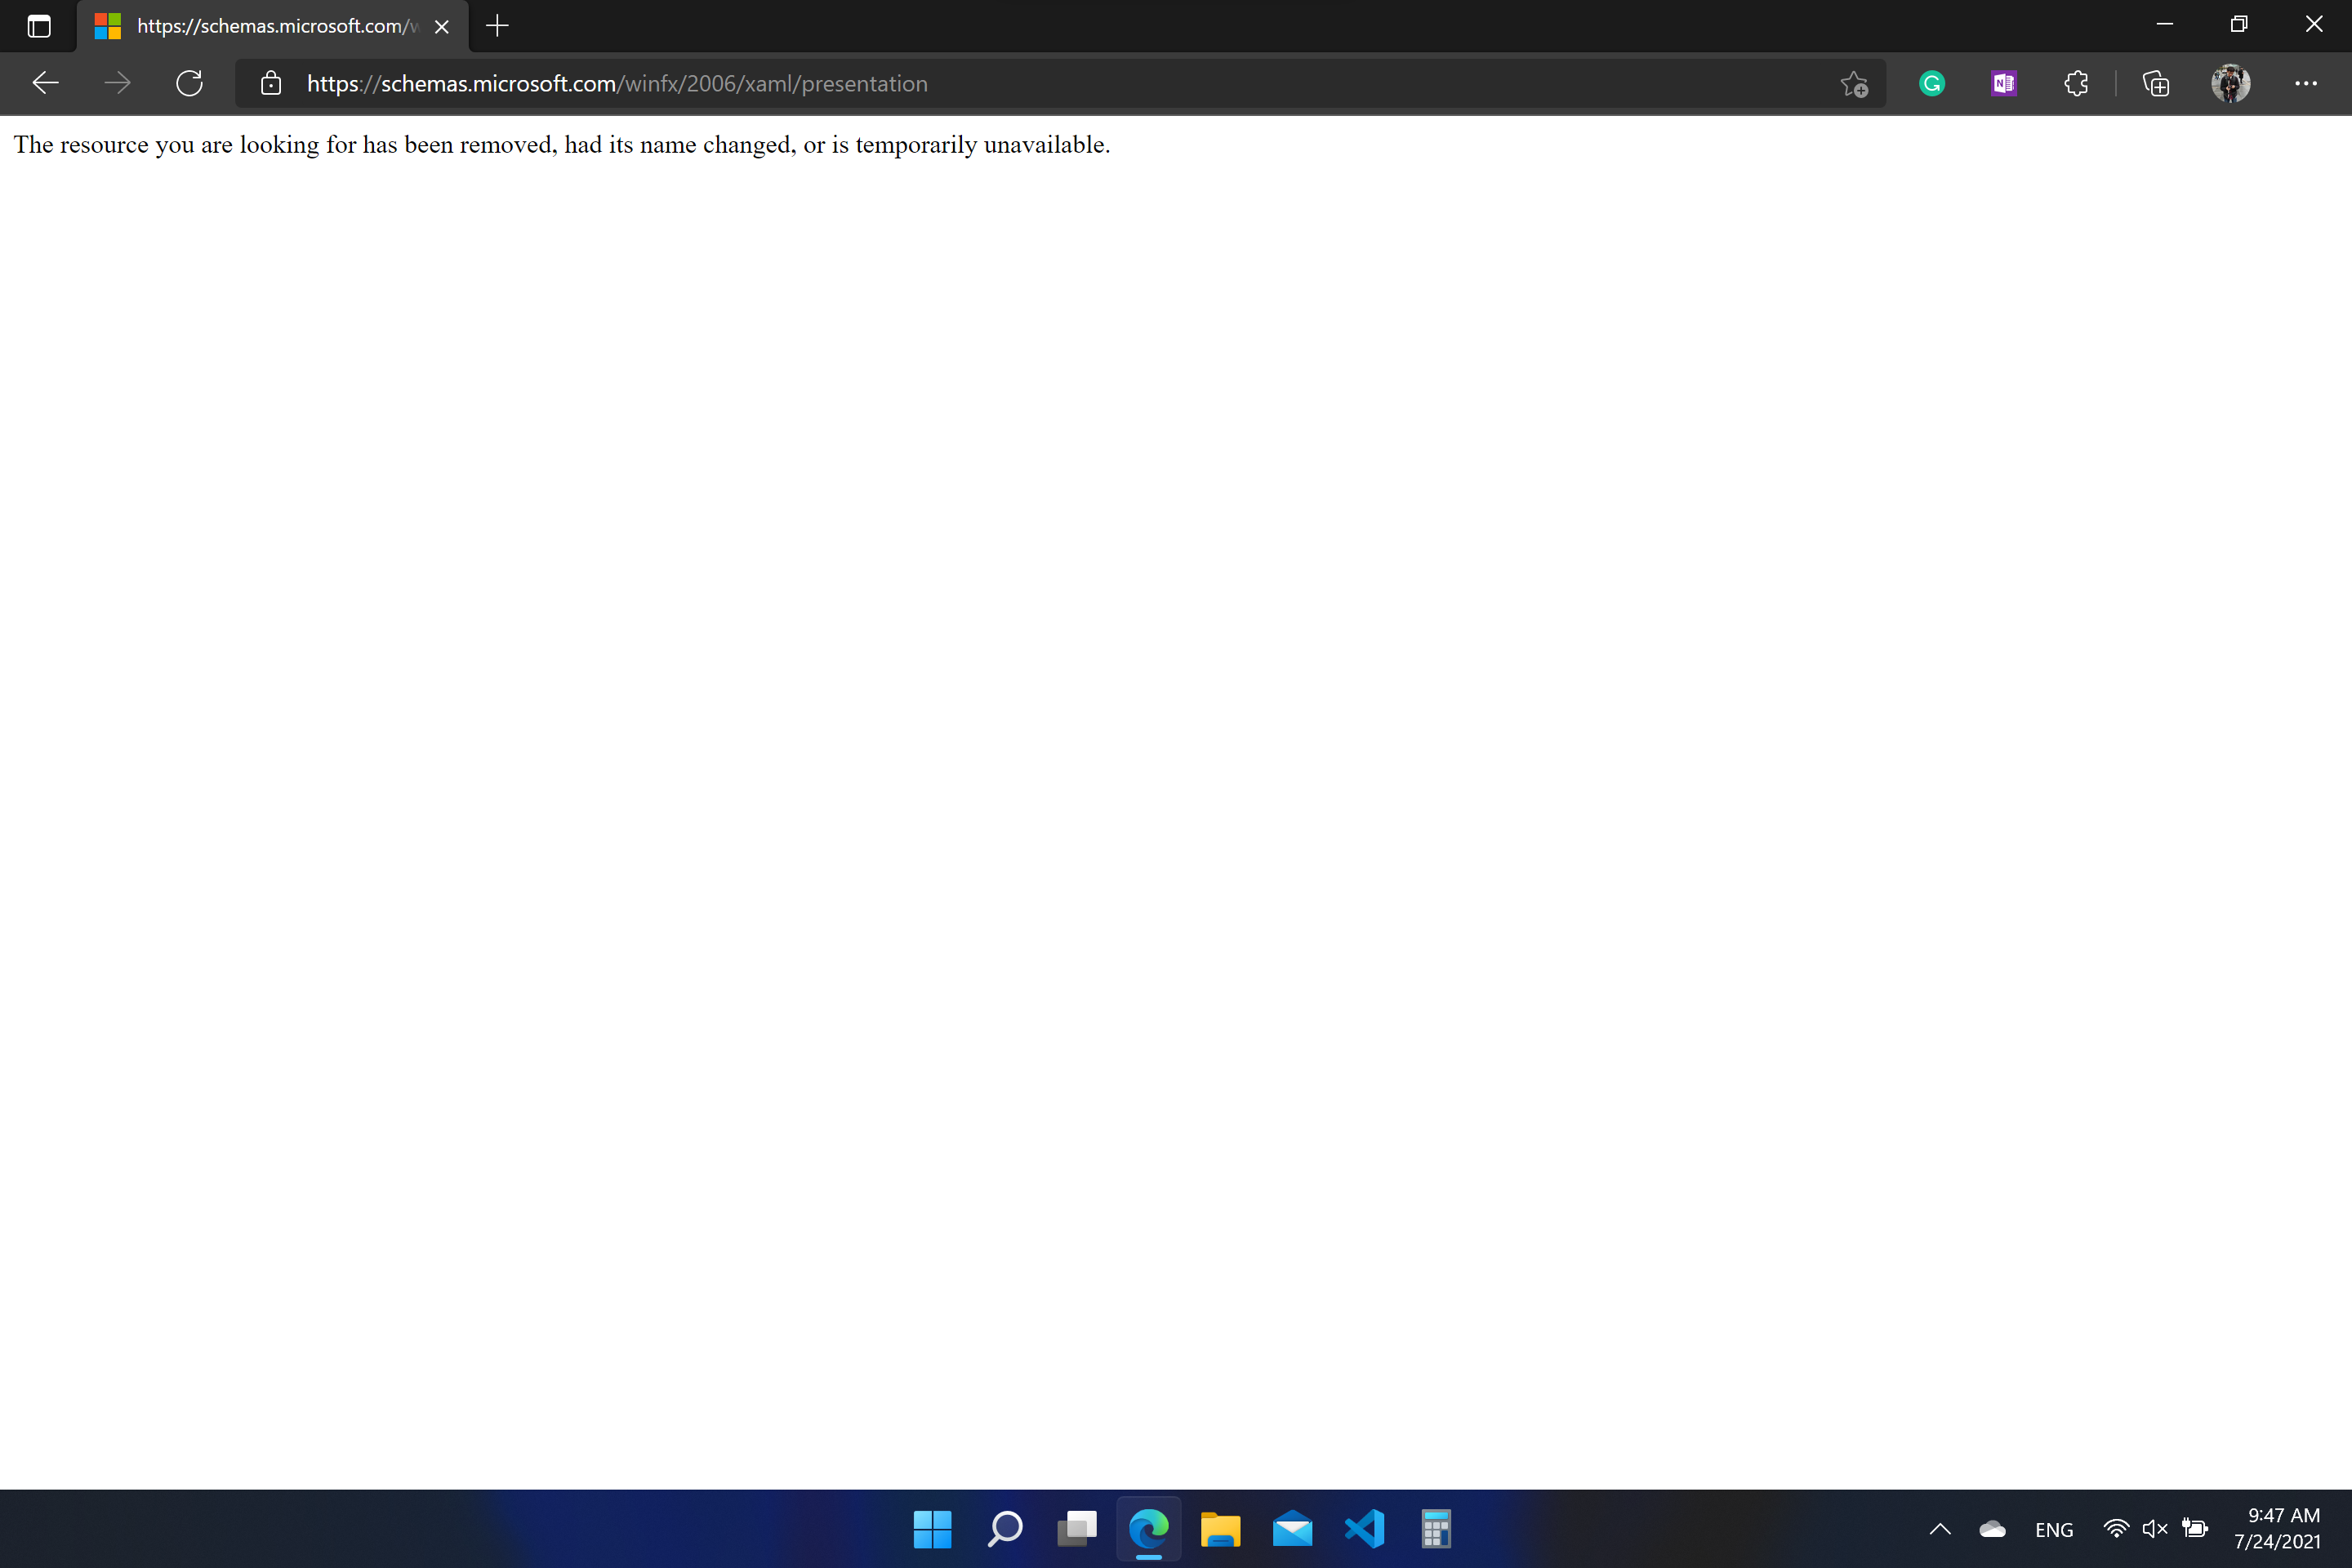 https://schemas.microsoft.com/w
https://schemas.microsoft.com/winfx/2006/xaml/presentation
The resource you are looking for has been removed, had its name changed, or is temporarily unavailable.
ENG
9:47 AM
7/24/2021